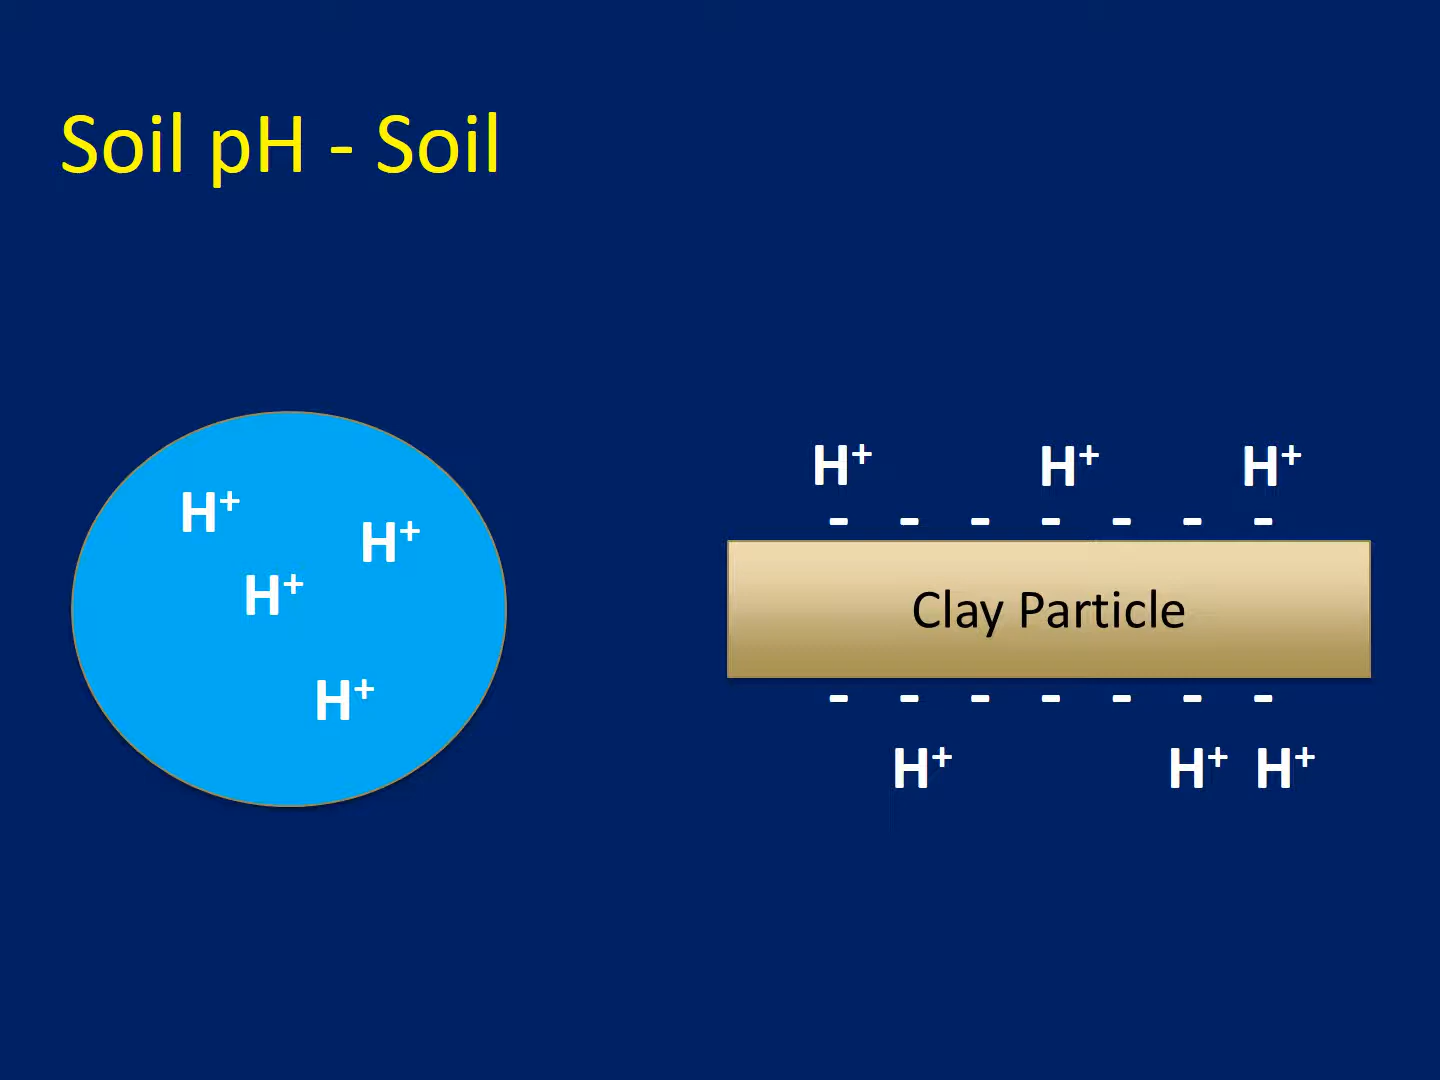 Soil pH - Soil
H⁺
H⁺
H⁺
H⁺
H⁺ H⁺ H⁺
- - - - - - -
Clay Particle
- - - - - - -
H⁺ H⁺ H⁺